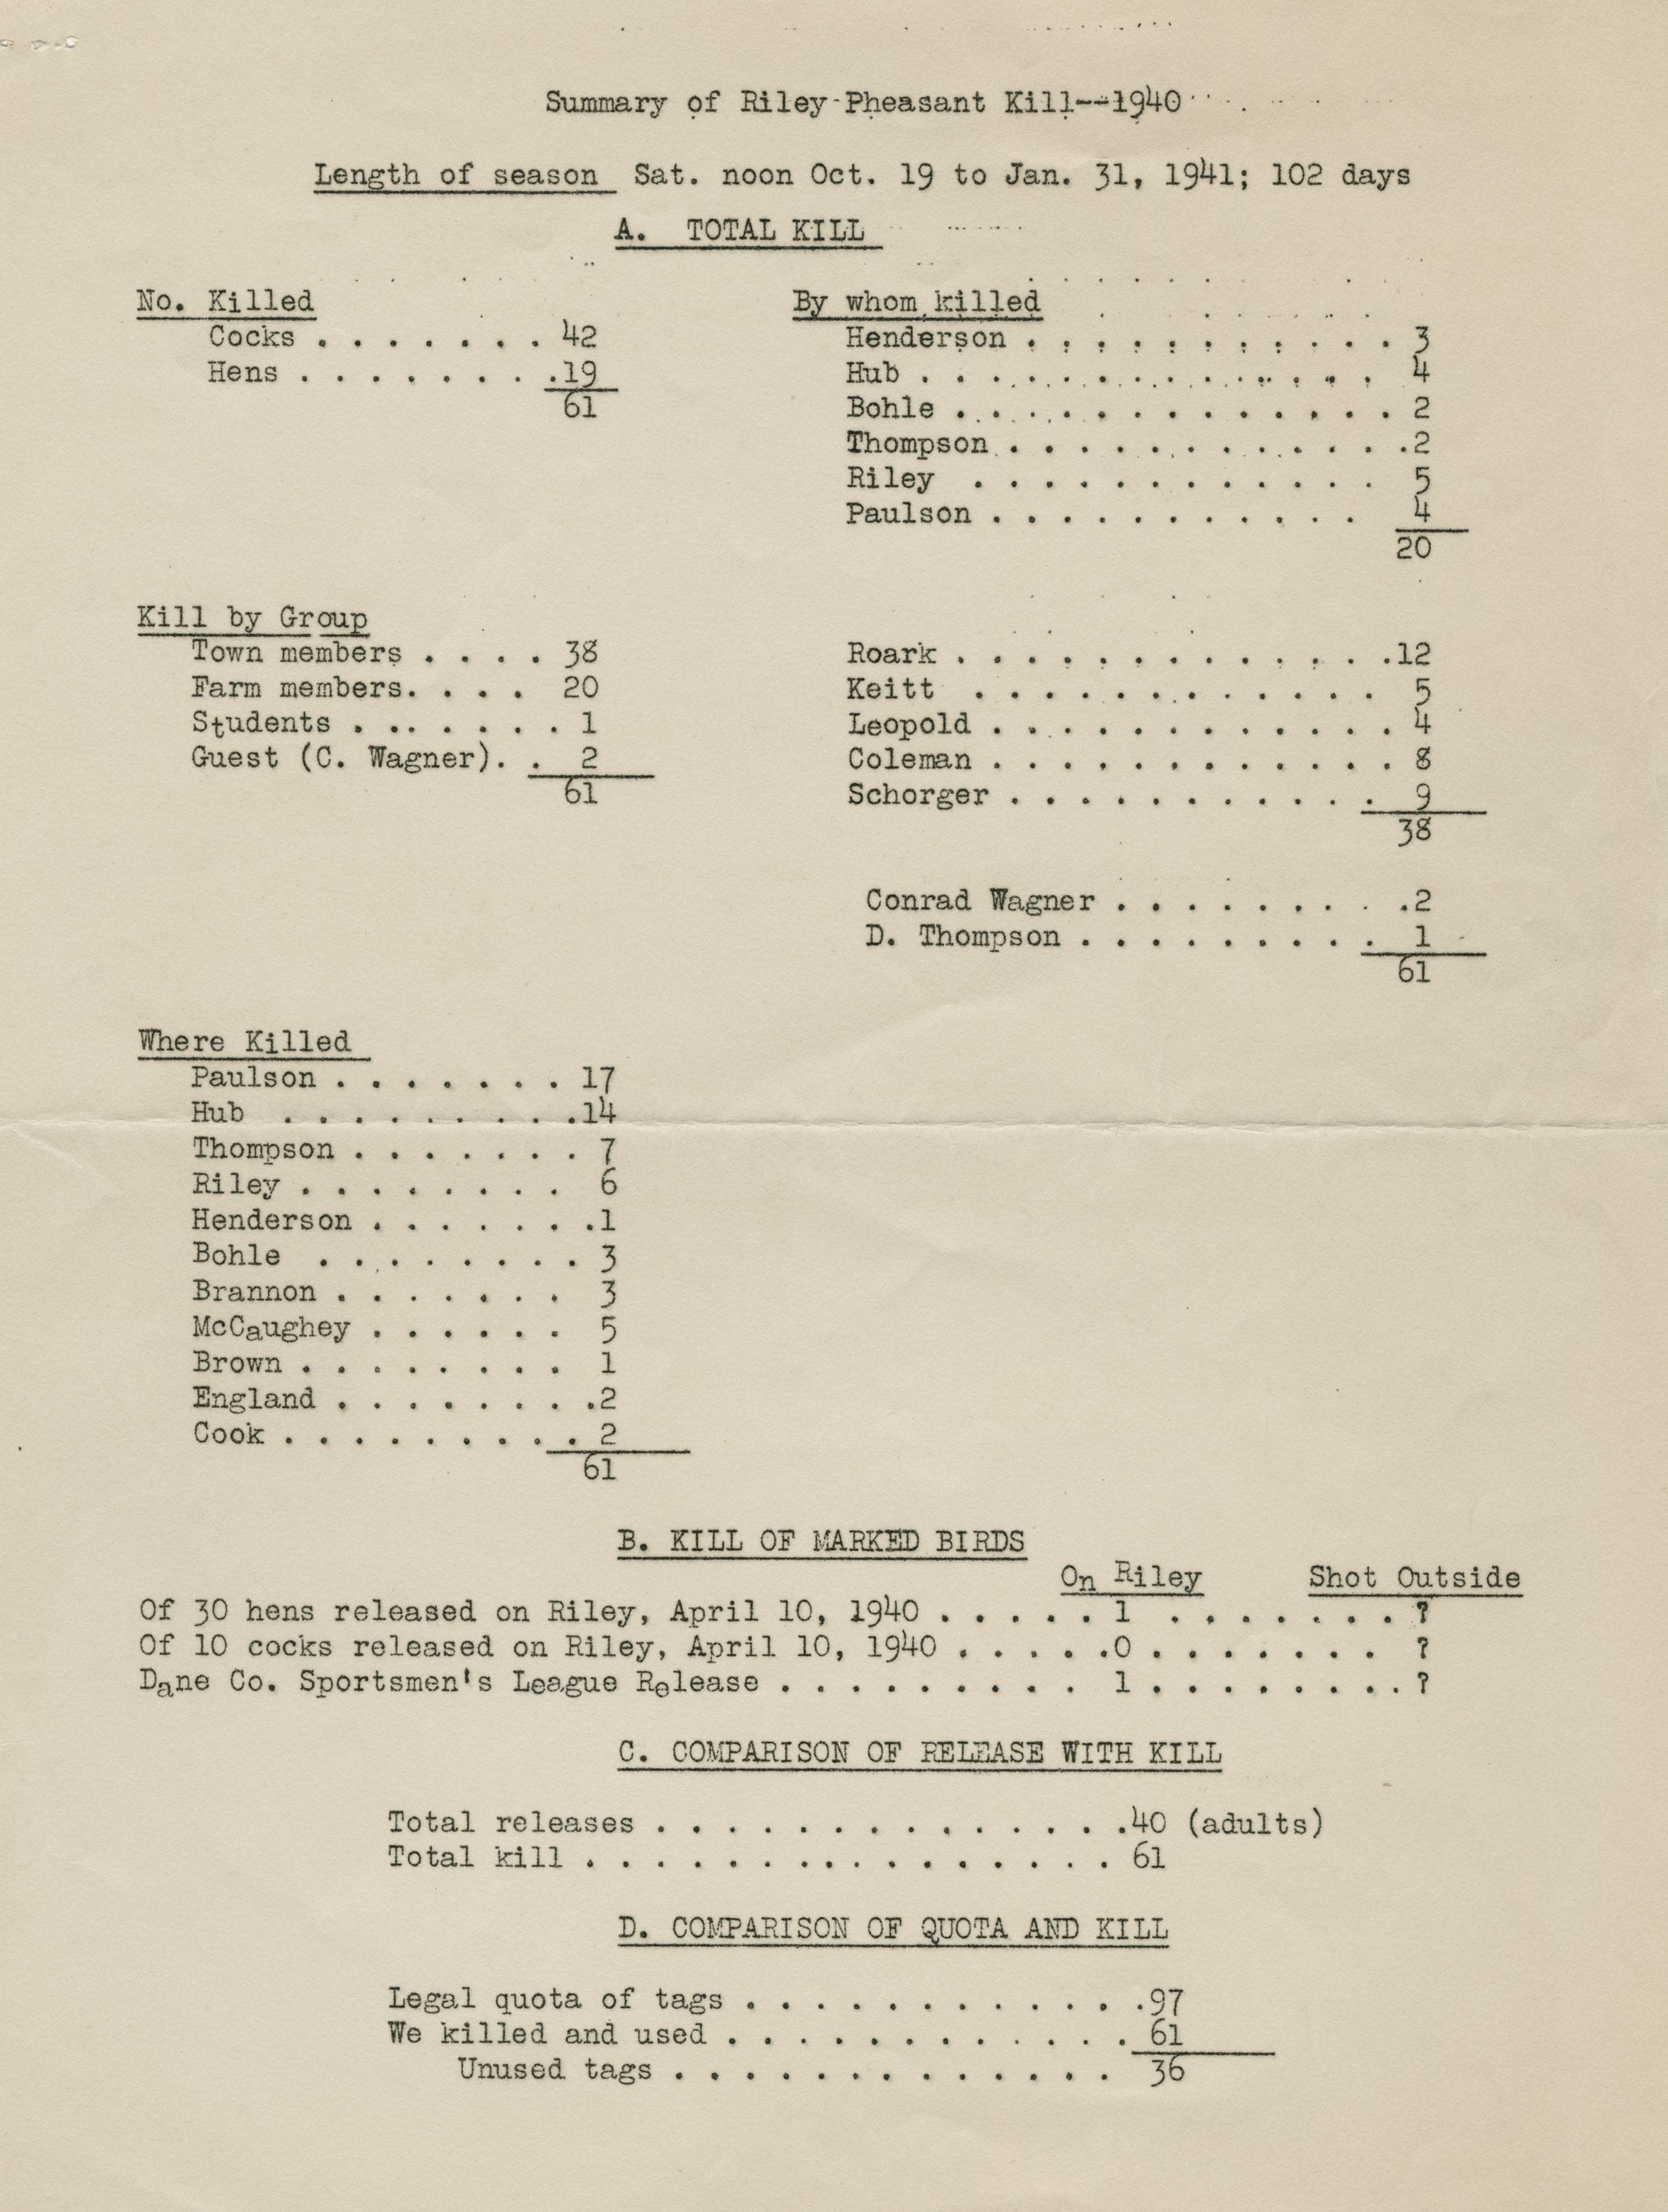 Summary of Riley Pheasant Kill--1940
Length of season Sat. noon Oct. 19 to Jan. 31, 1941; 102 days
A. TOTAL KILL
No. Killed
Cocks . . . . . . . 42
Hens . . . . . . . .19
61
By whom killed
Henderson . . . . . . . . . . . 3
Hub . . . . . . . . . . . . . 4
Bohle . . . . . . . . . . . . . 2
Thompson . . . . . . . . . . . .2
Riley . . . . . . . . . . . . 5
Paulson . . . . . . . . . . . 4
20
Kill by Group
Town members . . . . 38
Farm members. . . . 20
Students . . . . . . . 1
Guest (C. Wagner). . 2
61
Roark . . . . . . . . . . . . .12
Keitt . . . . . . . . . . . . 5
Leopold . . . . . . . . . . . . 4
Coleman . . . . . . . . . . . . 8
Schorger . . . . . . . . . . . 9
38
Conrad Wagner . . . . . . . . .2
D. Thompson . . . . . . . . . 1
61
Where Killed
Paulson . . . . . . . 17
Hub . . . . . . . . .14
Thompson . . . . . . . 7
Riley . . . . . . . . 6
Henderson . . . . . . .1
Bohle . . . . . . . . 3
Brannon . . . . . . . 3
McCaughey . . . . . . 5
Brown . . . . . . . . 1
England . . . . . . . .2
Cook . . . . . . . . . 2
61
B. KILL OF MARKED BIRDS
On Riley Shot Outside
Of 30 hens released on Riley, April 10, 1940 . . . . . 1 . . . . . . . ?
Of 10 cocks released on Riley, April 10, 1940 . . . . .0 . . . . . . . ?
Dane Co. Sportsmen's League Release . . . . . . . . . 1 . . . . . . . .?
C. COMPARISON OF RELEASE WITH KILL
Total releases . . . . . . . . . . . . . .40 (adults)
Total kill . . . . . . . . . . . . . . . 61
D. COMPARISON OF QUOTA AND KILL
Legal quota of tags . . . . . . . . . . . .97
We killed and used . . . . . . . . . . . . 61
Unused tags . . . . . . . . . . . . . 36